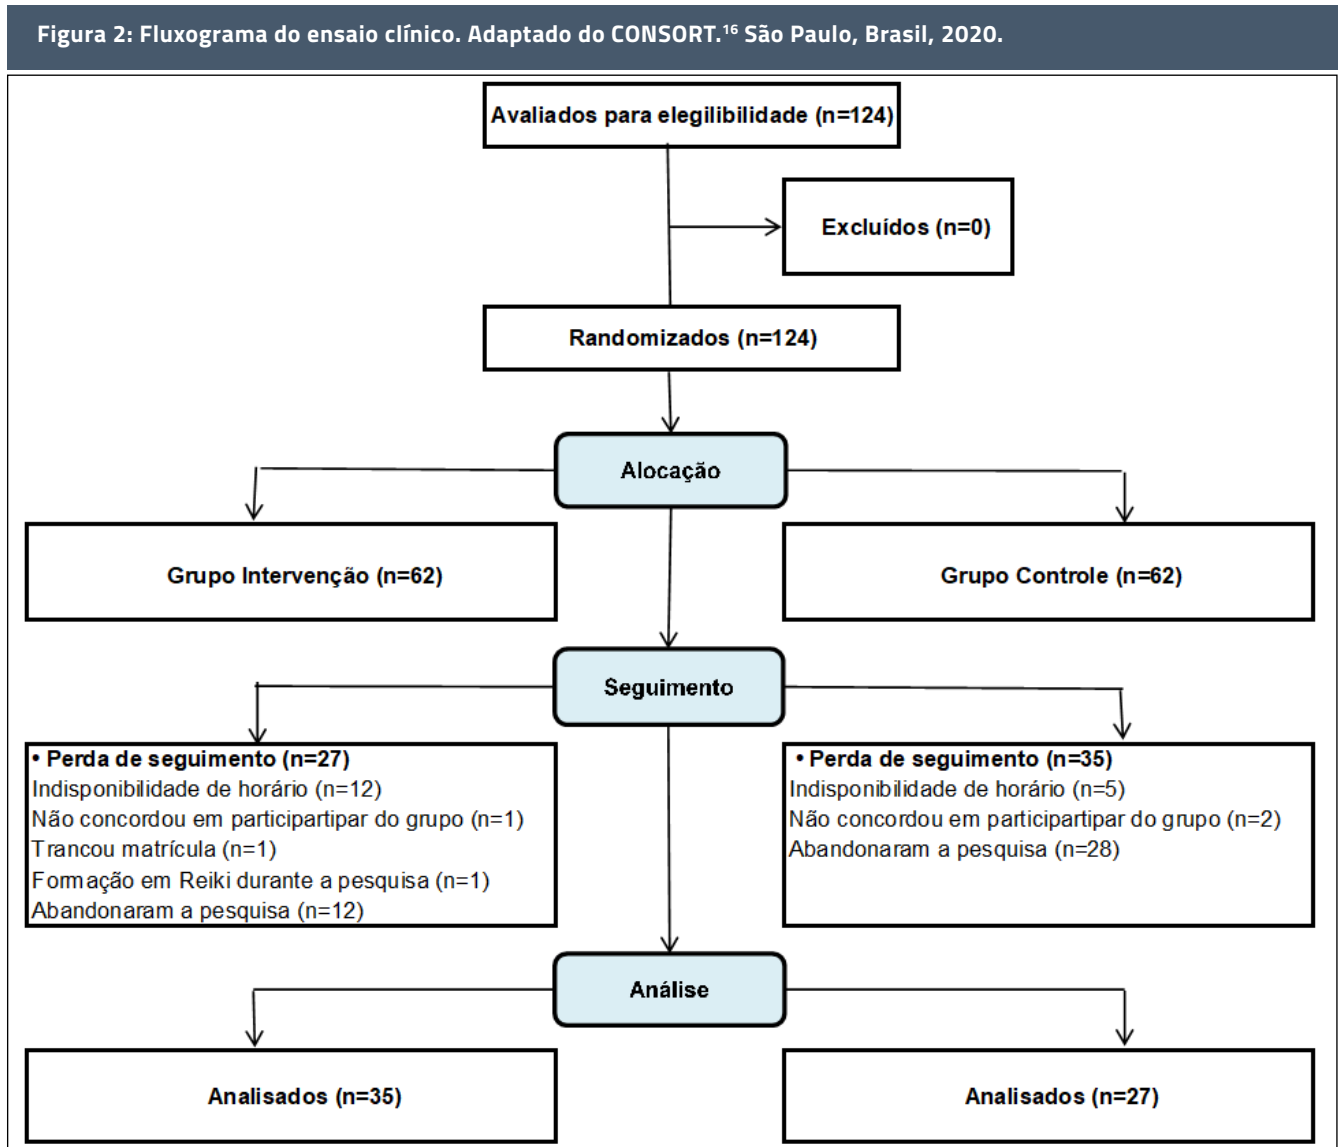 Figura 2: Fluxograma do ensaio clínico. Adaptado do CONSORT.¹⁶ São Paulo, Brasil, 2020.
Avaliados para elegilibilidade (n=124)
Excluídos (n=0)
Randomizados (n=124)
Alocação
Grupo Intervenção (n=62)
Grupo Controle (n=62)
Seguimento
• Perda de seguimento (n=27)
Indisponibilidade de horário (n=12)
Não concordou em participartipar do grupo (n=1)
Trancou matrícula (n=1)
Formação em Reiki durante a pesquisa (n=1)
Abandonaram a pesquisa (n=12)
• Perda de seguimento (n=35)
Indisponibilidade de horário (n=5)
Não concordou em participartipar do grupo (n=2)
Abandonaram a pesquisa (n=28)
Análise
Analisados (n=35)
Analisados (n=27)